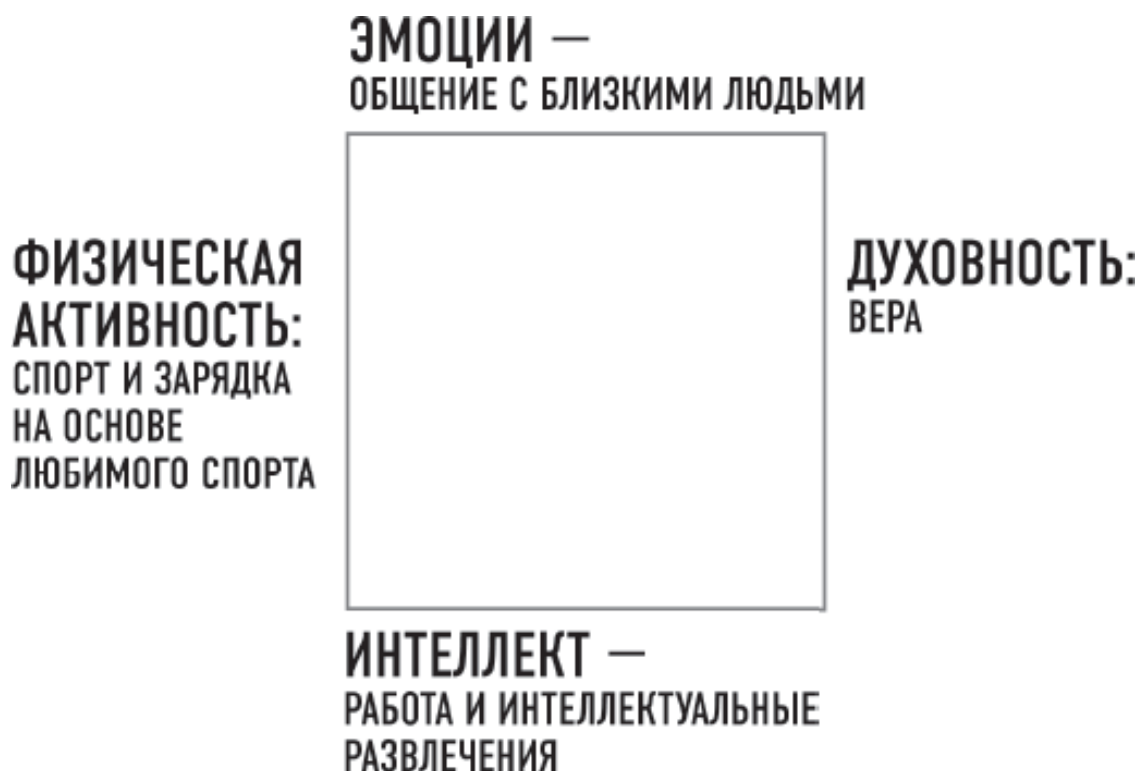 ЭМОЦИИ —
ОБЩЕНИЕ С БЛИЗКИМИ ЛЮДЬМИ
ФИЗИЧЕСКАЯ
АКТИВНОСТЬ:
СПОРТ И ЗАРЯДКА
НА ОСНОВЕ
ЛЮБИМОГО СПОРТА
ДУХОВНОСТЬ:
ВЕРА
ИНТЕЛЛЕКТ —
РАБОТА И ИНТЕЛЛЕКТУАЛЬНЫЕ
РАЗВЛЕЧЕНИЯ